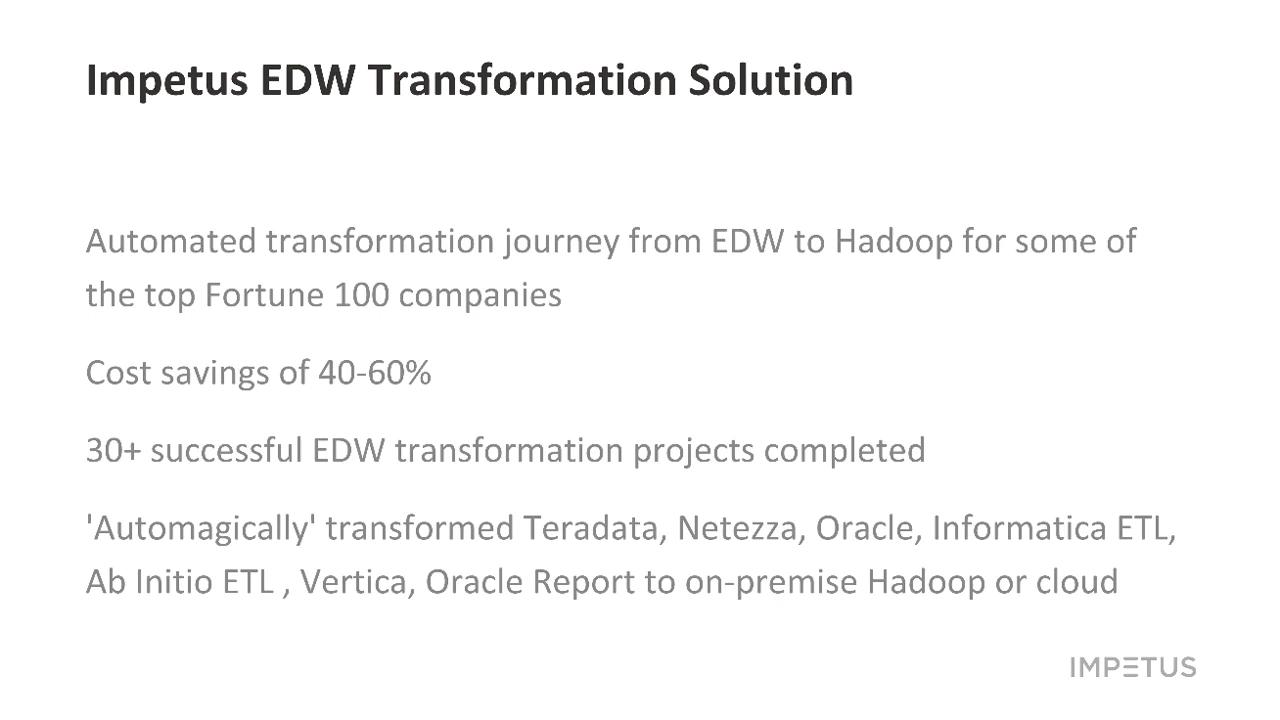 Impetus EDW Transformation Solution
Automated transformation journey from EDW to Hadoop for some of
the top Fortune 100 companies
Cost savings of 40-60%
30+ successful EDW transformation projects completed
'Automagically' transformed Teradata, Netezza, Oracle, Informatica ETL,
Ab Initio ETL , Vertica, Oracle Report to on-premise Hadoop or cloud
IMPETUS